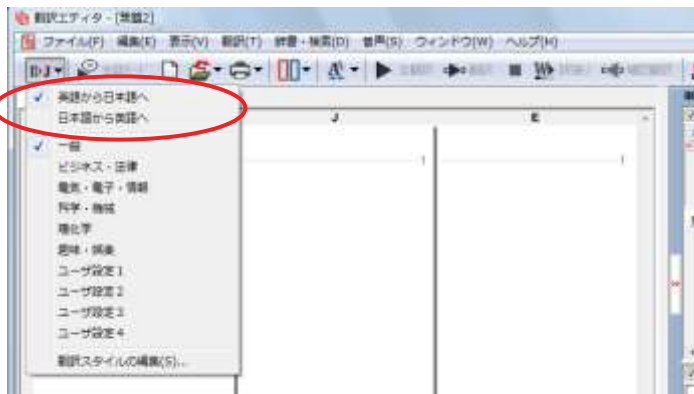 翻訳エディタ - [無題2]
ファイル(F) 編集(E) 表示(V) 翻訳(T) 辞書・検索(D) 音声(S) ウィンドウ(W) ヘルプ(H)
英語から日本語へ
日本語から英語へ
J E
一般
ビジネス・法律
電気・電子・情報
科学・機械
理化学
趣味・娯楽
ユーザ設定1
ユーザ設定2
ユーザ設定3
ユーザ設定4
翻訳スタイルの編集(S)...